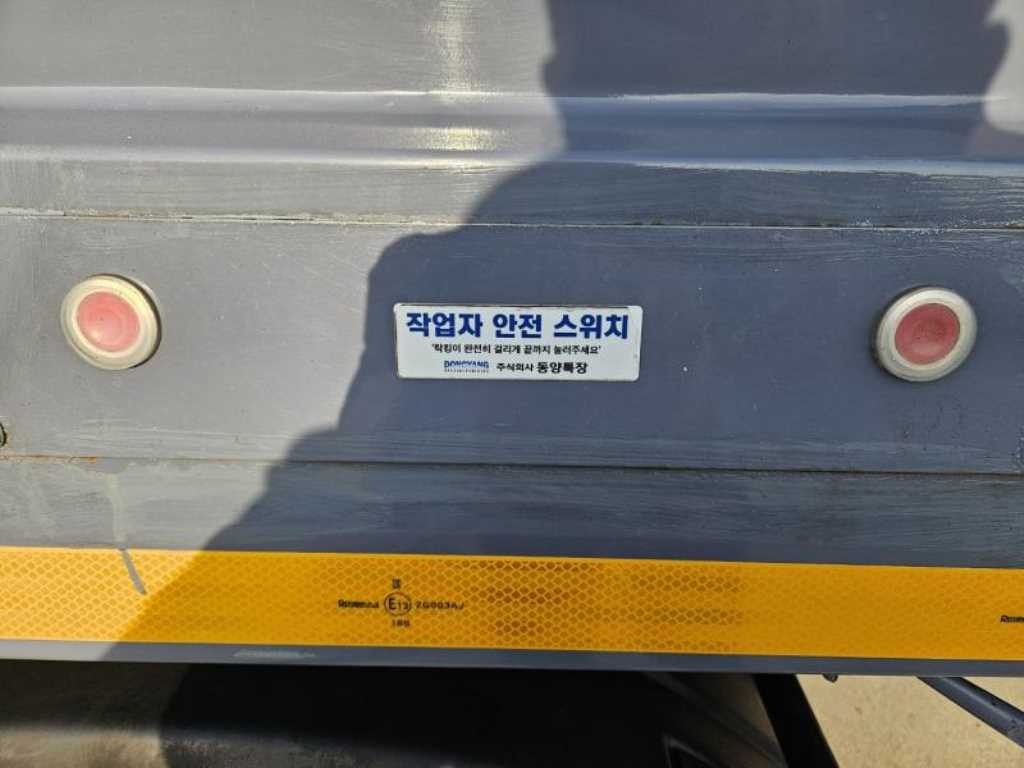 작업자 안전 스위치
'락킹이 완전히 걸리게 끝까지 눌러주세요'
DONGYANG 주식회사 동양특장
E13